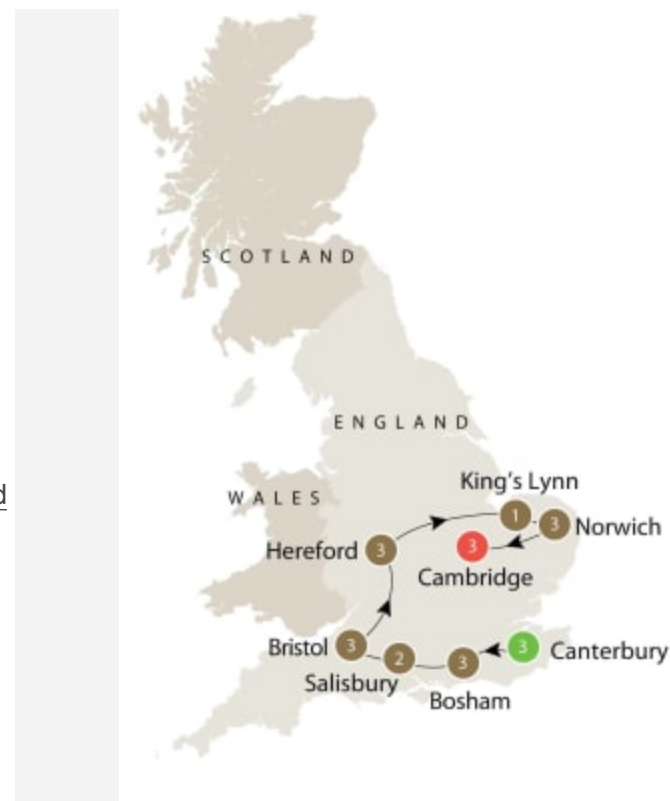 SCOTLAND
ENGLAND
King's Lynn
WALES
d
1
3
Norwich
Hereford
3
3
Cambridge
Bristol
3
2
3
3
Canterbury
Salisbury
Bosham